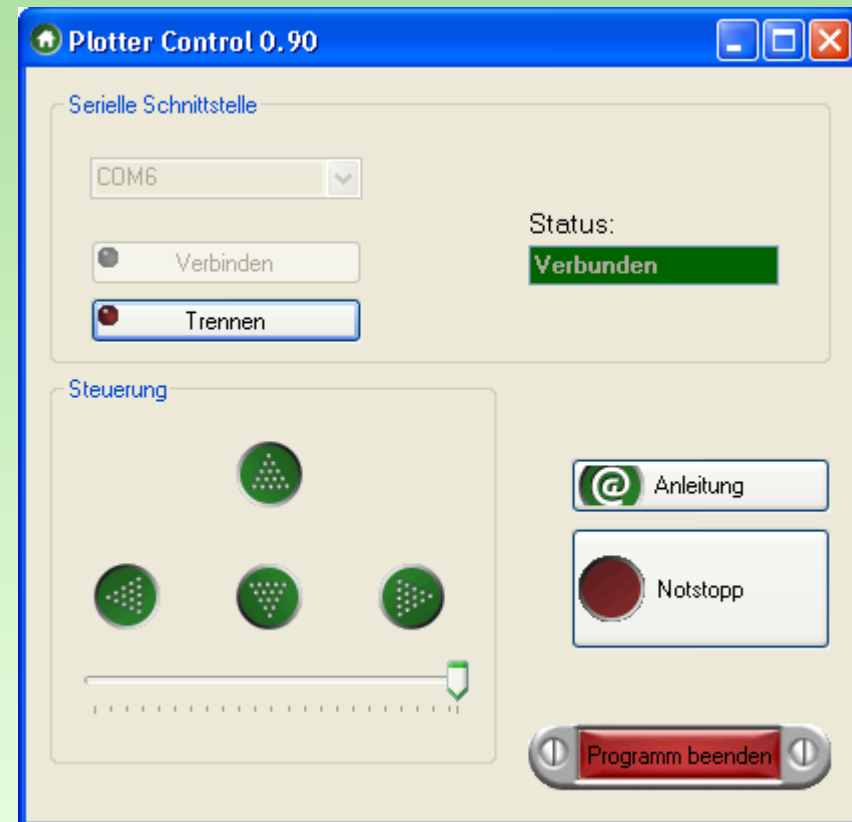 Plotter Control 0.90
Serielle Schnittstelle
COM6
Verbinden
Trennen
Status:
Verbunden
Steuerung
Anleitung
Notstopp
Programm beenden